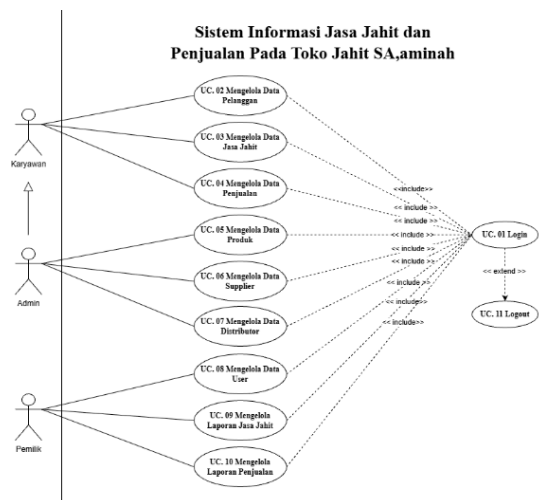 Sistem Informasi Jasa Jahit dan
Penjualan Pada Toko Jahit SA,aminah
UC. 02 Mengelola Data
Pelanggan
UC. 03 Mengelola Data
Jasa Jahit
Karyawan
UC. 04 Mengelola Data
Penjualan
<<include>>
<< include >>
<< include >>
UC. 05 Mengelola Data
Produk
<< include >>
UC. 01 Login
<< include >>
<< include >>
UC. 06 Mengelola Data
Supplier
<< extend >>
<< include >>
Admin
<< include>>
UC. 07 Mengelola Data
Distributor
<< include>>
UC. 11 Logout
UC. 08 Mengelola Data
User
UC. 09 Mengelola
Laporan Jasa Jahit
Pemilik
UC. 10 Mengelola
Laporan Penjualan